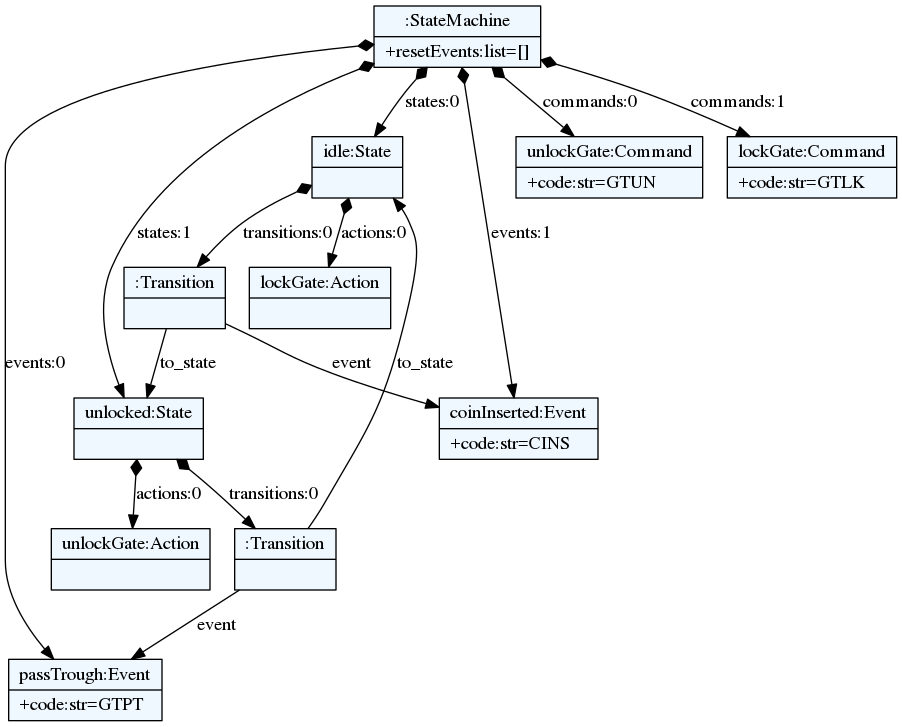 :StateMachine
+resetEvents:list=[]
states:0
commands:0
commands:1
idle:State
unlockGate:Command
+code:str=GTUN
lockGate:Command
+code:str=GTLK
states:1
transitions:0
actions:0
events:1
:Transition
lockGate:Action
events:0
to_state
event
to_state
unlocked:State
coinInserted:Event
+code:str=CINS
actions:0
transitions:0
unlockGate:Action
:Transition
event
passTrough:Event
+code:str=GTPT